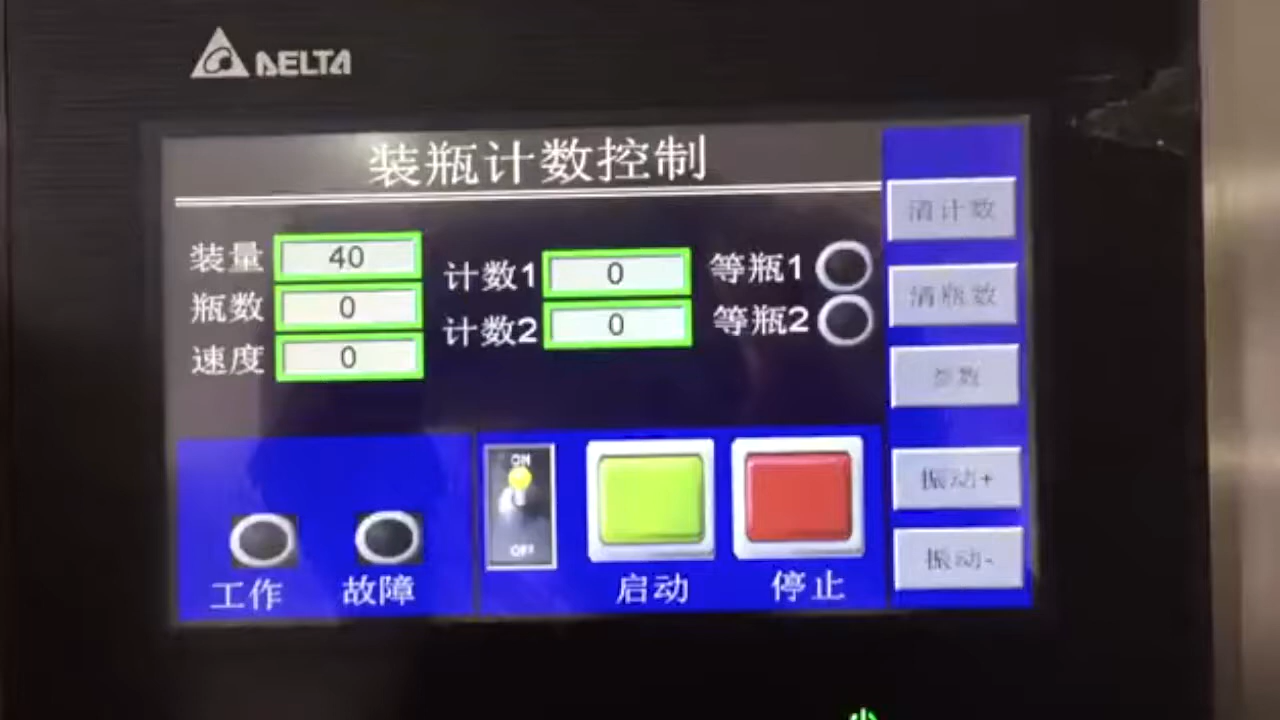 DELTA
装瓶计数控制
装量 40
瓶数 0
速度 0
计数1 0
计数2 0
等瓶1
等瓶2
清计数
清瓶数
参数
振动+
振动-
ON
OFF
工作
故障
启动
停止